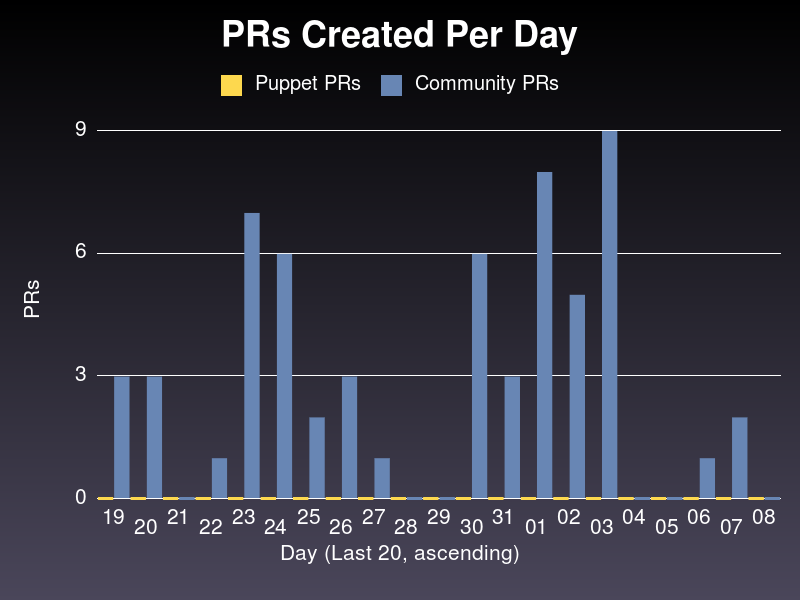 PRs Created Per Day
Puppet PRs Community PRs
9
6
3
0
PRs
19 20 21 22 23 24 25 26 27 28 29 30 31 01 02 03 04 05 06 07 08
Day (Last 20, ascending)